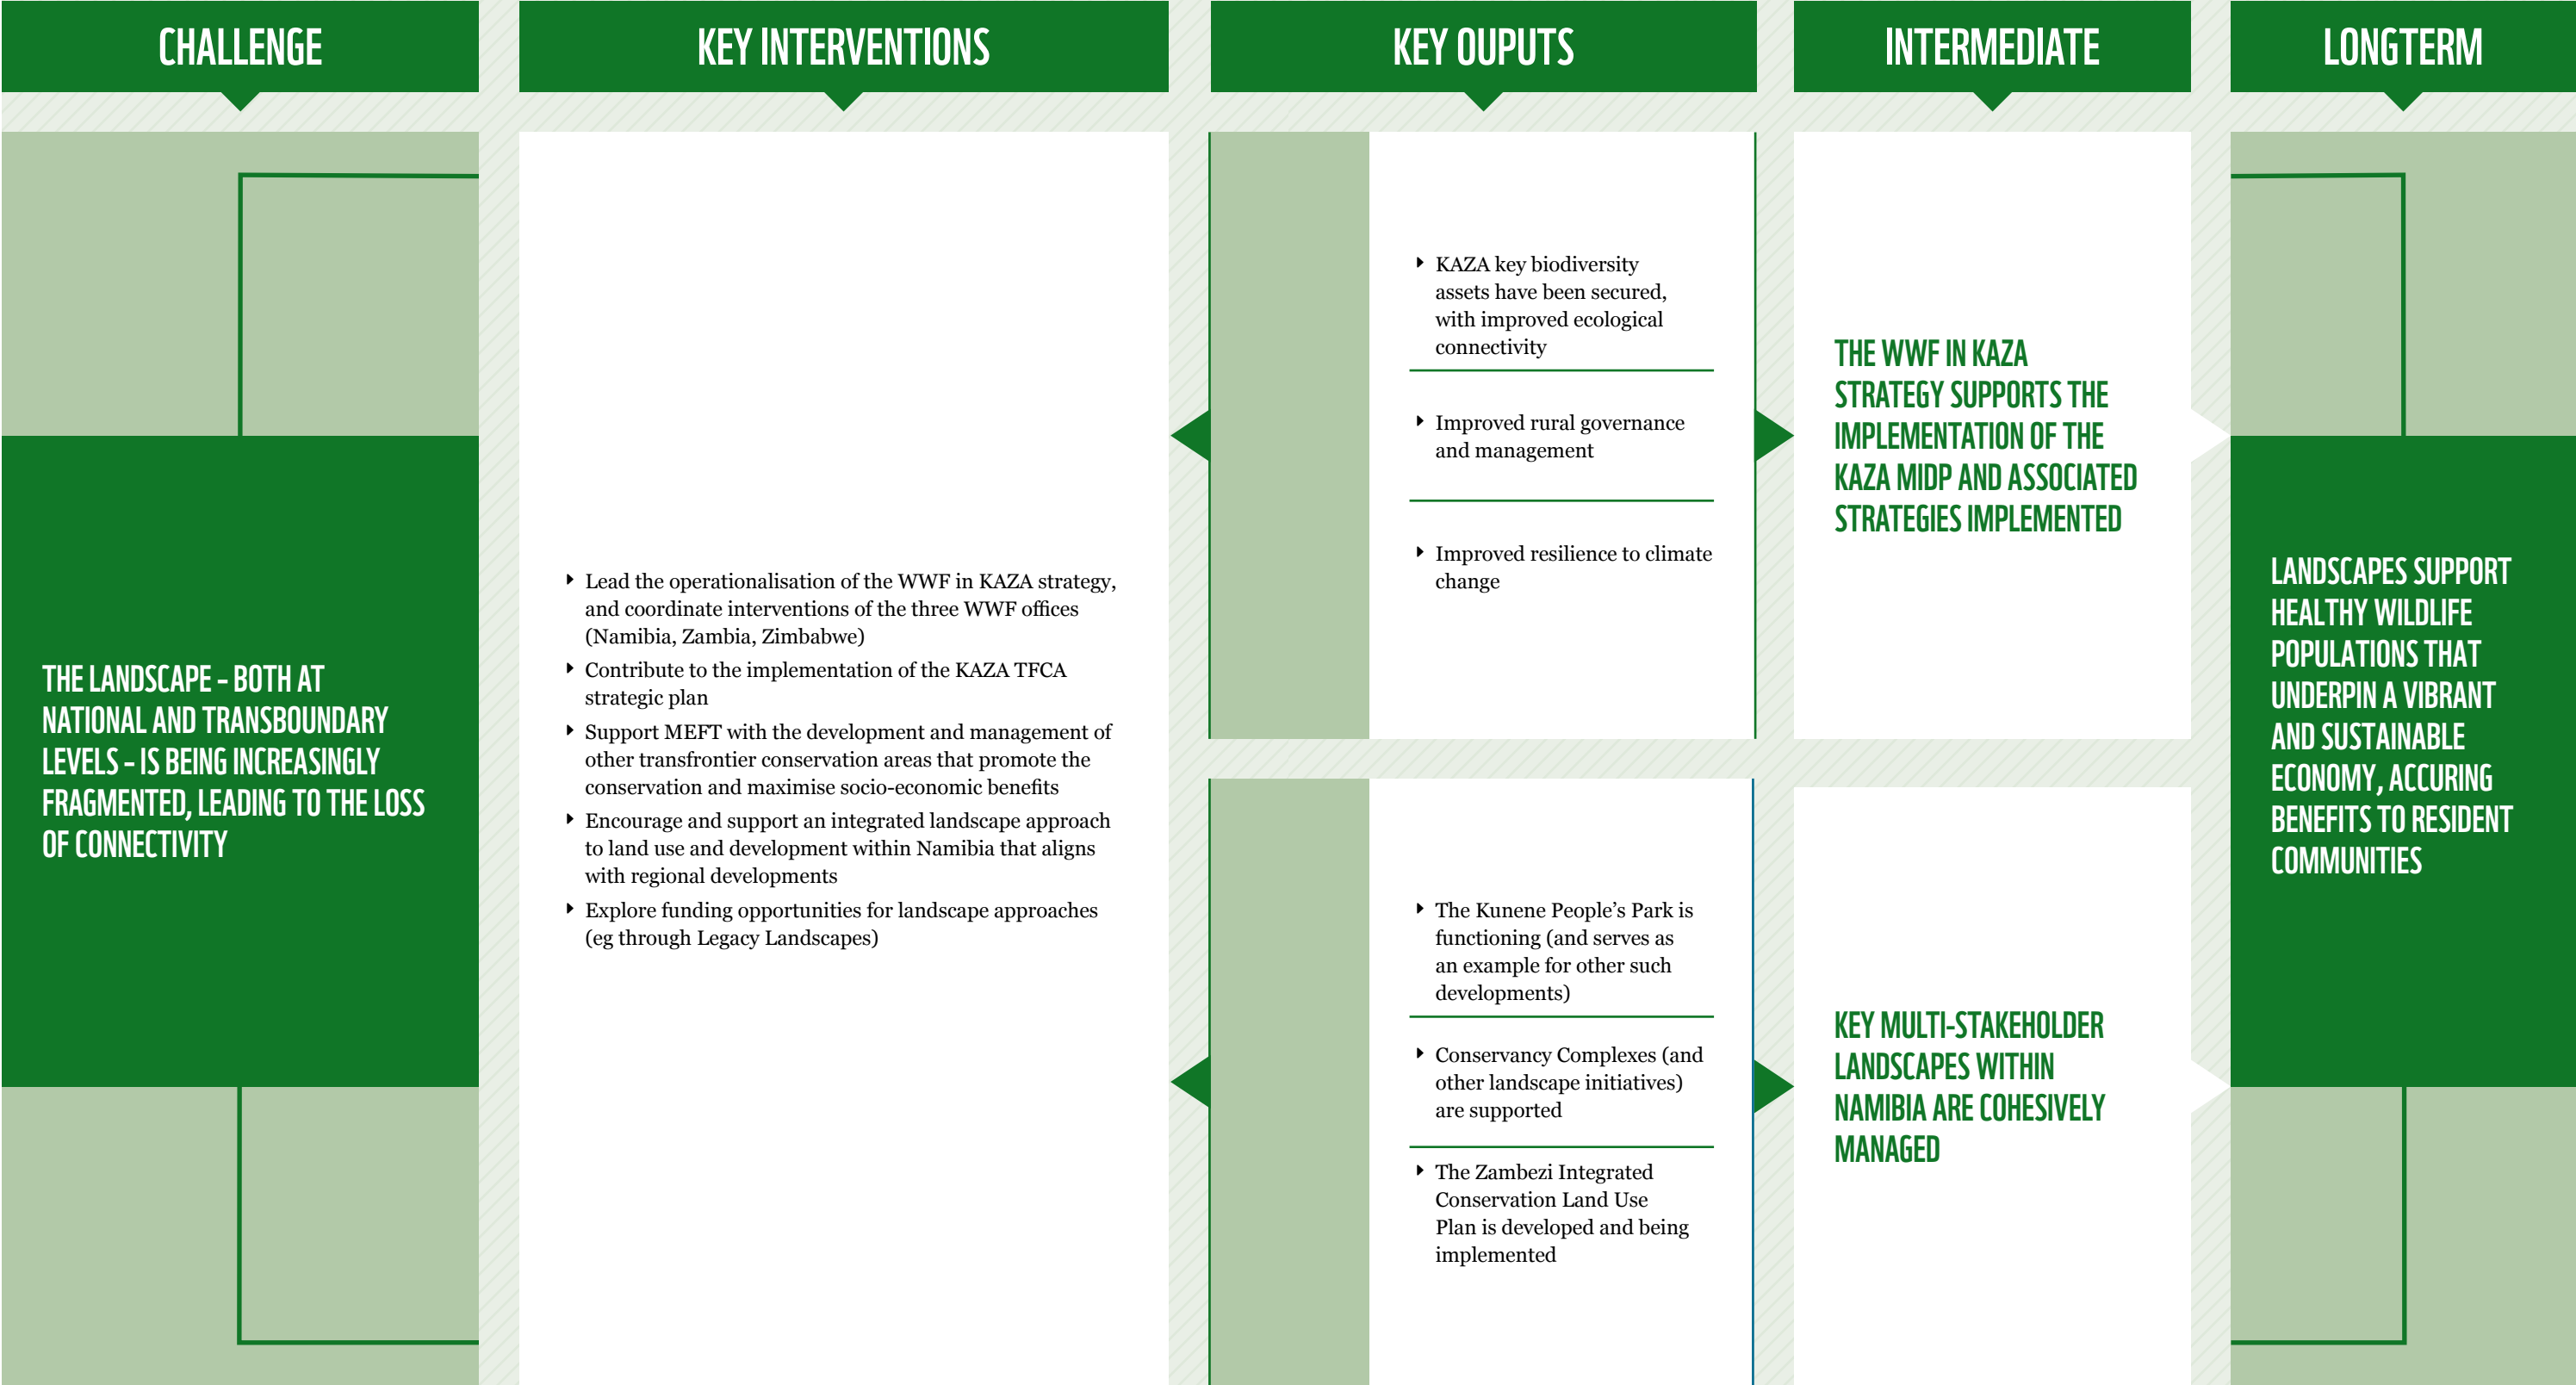 CHALLENGE
KEY INTERVENTIONS
KEY OUPUTS
INTERMEDIATE
LONGTERM
THE LANDSCAPE – BOTH AT
NATIONAL AND TRANSBOUNDARY
LEVELS – IS BEING INCREASINGLY
FRAGMENTED, LEADING TO THE LOSS
OF CONNECTIVITY
Lead the operationalisation of the WWF in KAZA strategy,
and coordinate interventions of the three WWF offices
(Namibia, Zambia, Zimbabwe)
Contribute to the implementation of the KAZA TFCA
strategic plan
Support MEFT with the development and management of
other transfrontier conservation areas that promote the
conservation and maximise socio-economic benefits
Encourage and support an integrated landscape approach
to land use and development within Namibia that aligns
with regional developments
Explore funding opportunities for landscape approaches
(eg through Legacy Landscapes)
KAZA key biodiversity
assets have been secured,
with improved ecological
connectivity
Improved rural governance
and management
Improved resilience to climate
change
THE WWF IN KAZA
STRATEGY SUPPORTS THE
IMPLEMENTATION OF THE
KAZA MIDP AND ASSOCIATED
STRATEGIES IMPLEMENTED
The Kunene People’s Park is
functioning (and serves as
an example for other such
developments)
Conservancy Complexes (and
other landscape initiatives)
are supported
The Zambezi Integrated
Conservation Land Use
Plan is developed and being
implemented
KEY MULTI-STAKEHOLDER
LANDSCAPES WITHIN
NAMIBIA ARE COHESIVELY
MANAGED
LANDSCAPES SUPPORT
HEALTHY WILDLIFE
POPULATIONS THAT
UNDERPIN A VIBRANT
AND SUSTAINABLE
ECONOMY, ACCURING
BENEFITS TO RESIDENT
COMMUNITIES